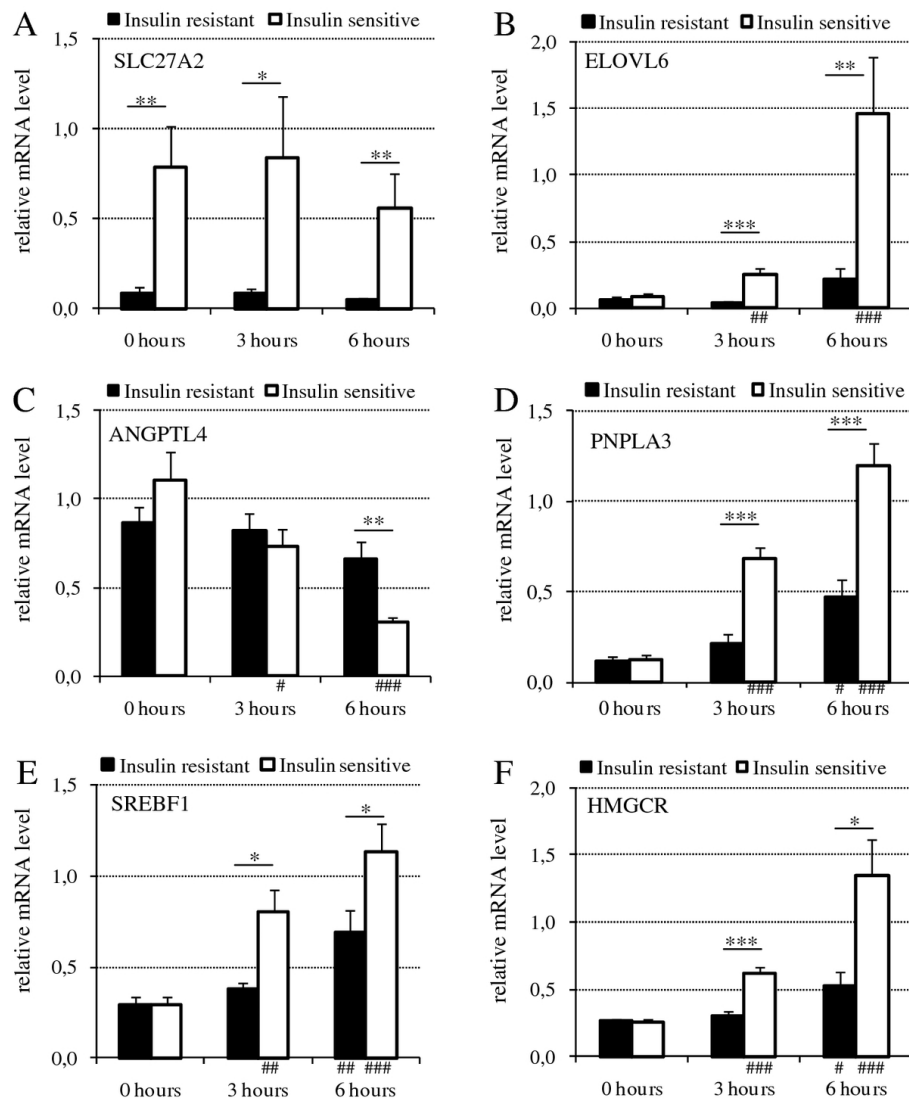 A
Insulin resistant Insulin sensitive
1,5
SLC27A2
**
*
**
1,0
0,5
0,0
relative mRNA level
0 hours 3 hours 6 hours
B
Insulin resistant Insulin sensitive
2,0
ELOVL6
**
1,5
1,0
***
0,5
0,0
relative mRNA level
## ###
0 hours 3 hours 6 hours
C
Insulin resistant Insulin sensitive
1,5
ANGPTL4
1,0
**
0,5
0,0
relative mRNA level
# ###
0 hours 3 hours 6 hours
D
Insulin resistant Insulin sensitive
1,5
PNPLA3
***
1,0
***
0,5
0,0
relative mRNA level
### # ###
0 hours 3 hours 6 hours
E
Insulin resistant Insulin sensitive
1,5
SREBF1
*
*
1,0
0,5
0,0
relative mRNA level
## ## ###
0 hours 3 hours 6 hours
F
Insulin resistant Insulin sensitive
2,0
HMGCR
*
1,5
1,0
***
0,5
0,0
relative mRNA level
### # ###
0 hours 3 hours 6 hours